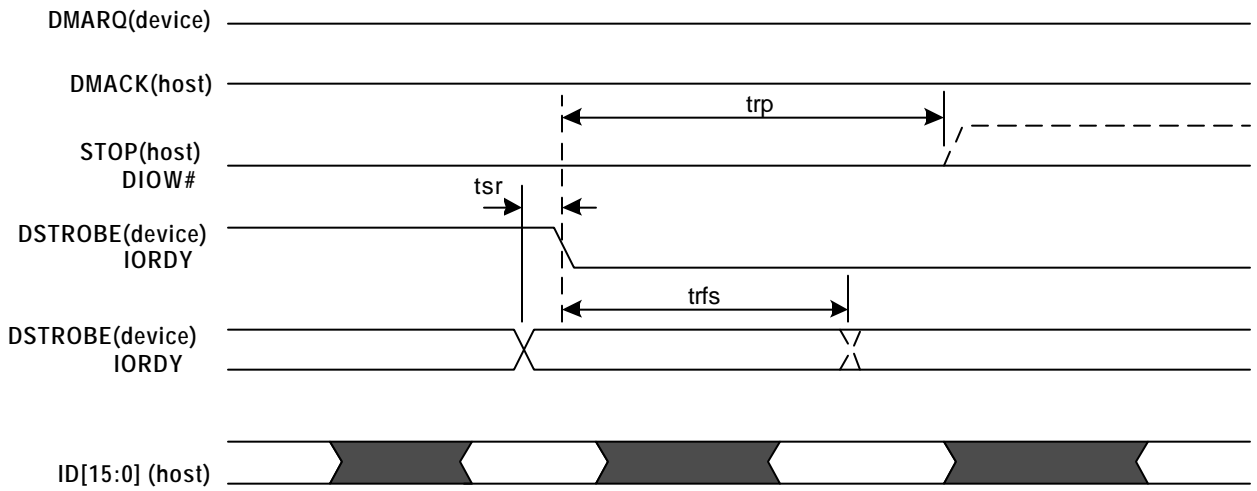 DMARQ(device)
DMACK(host)
trp
STOP(host)
DIOW#
tsr
DSTROBE(device)
IORDY
trfs
DSTROBE(device)
IORDY
ID[15:0] (host)